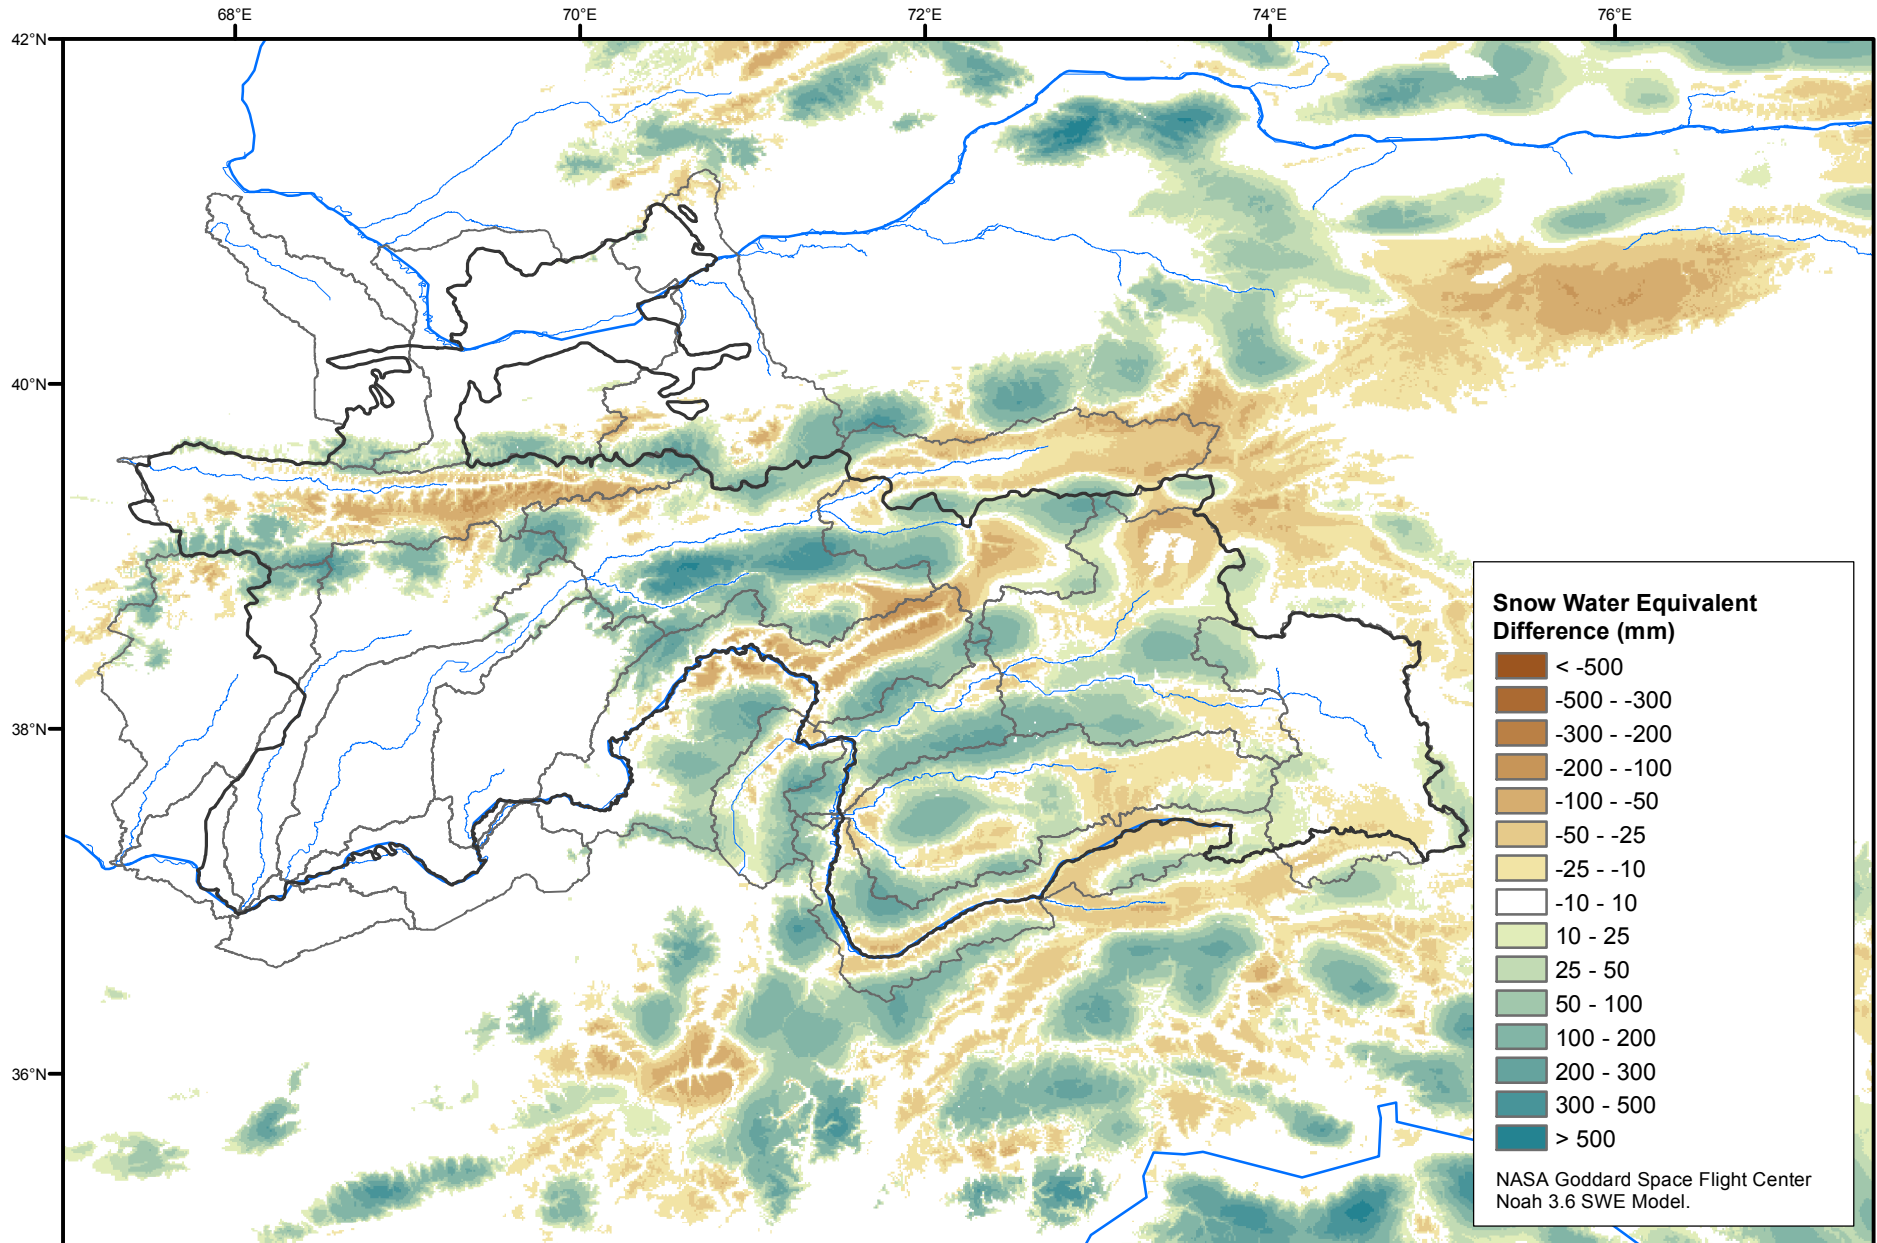 68°E
70°E
72°E
74°E
76°E
42°N
40°N
38°N
36°N
Snow Water Equivalent
Difference (mm)
< -500
-500 - -300
-300 - -200
-200 - -100
-100 - -50
-50 - -25
-25 - -10
-10 - 10
10 - 25
25 - 50
50 - 100
100 - 200
200 - 300
300 - 500
> 500
NASA Goddard Space Flight Center
Noah 3.6 SWE Model.